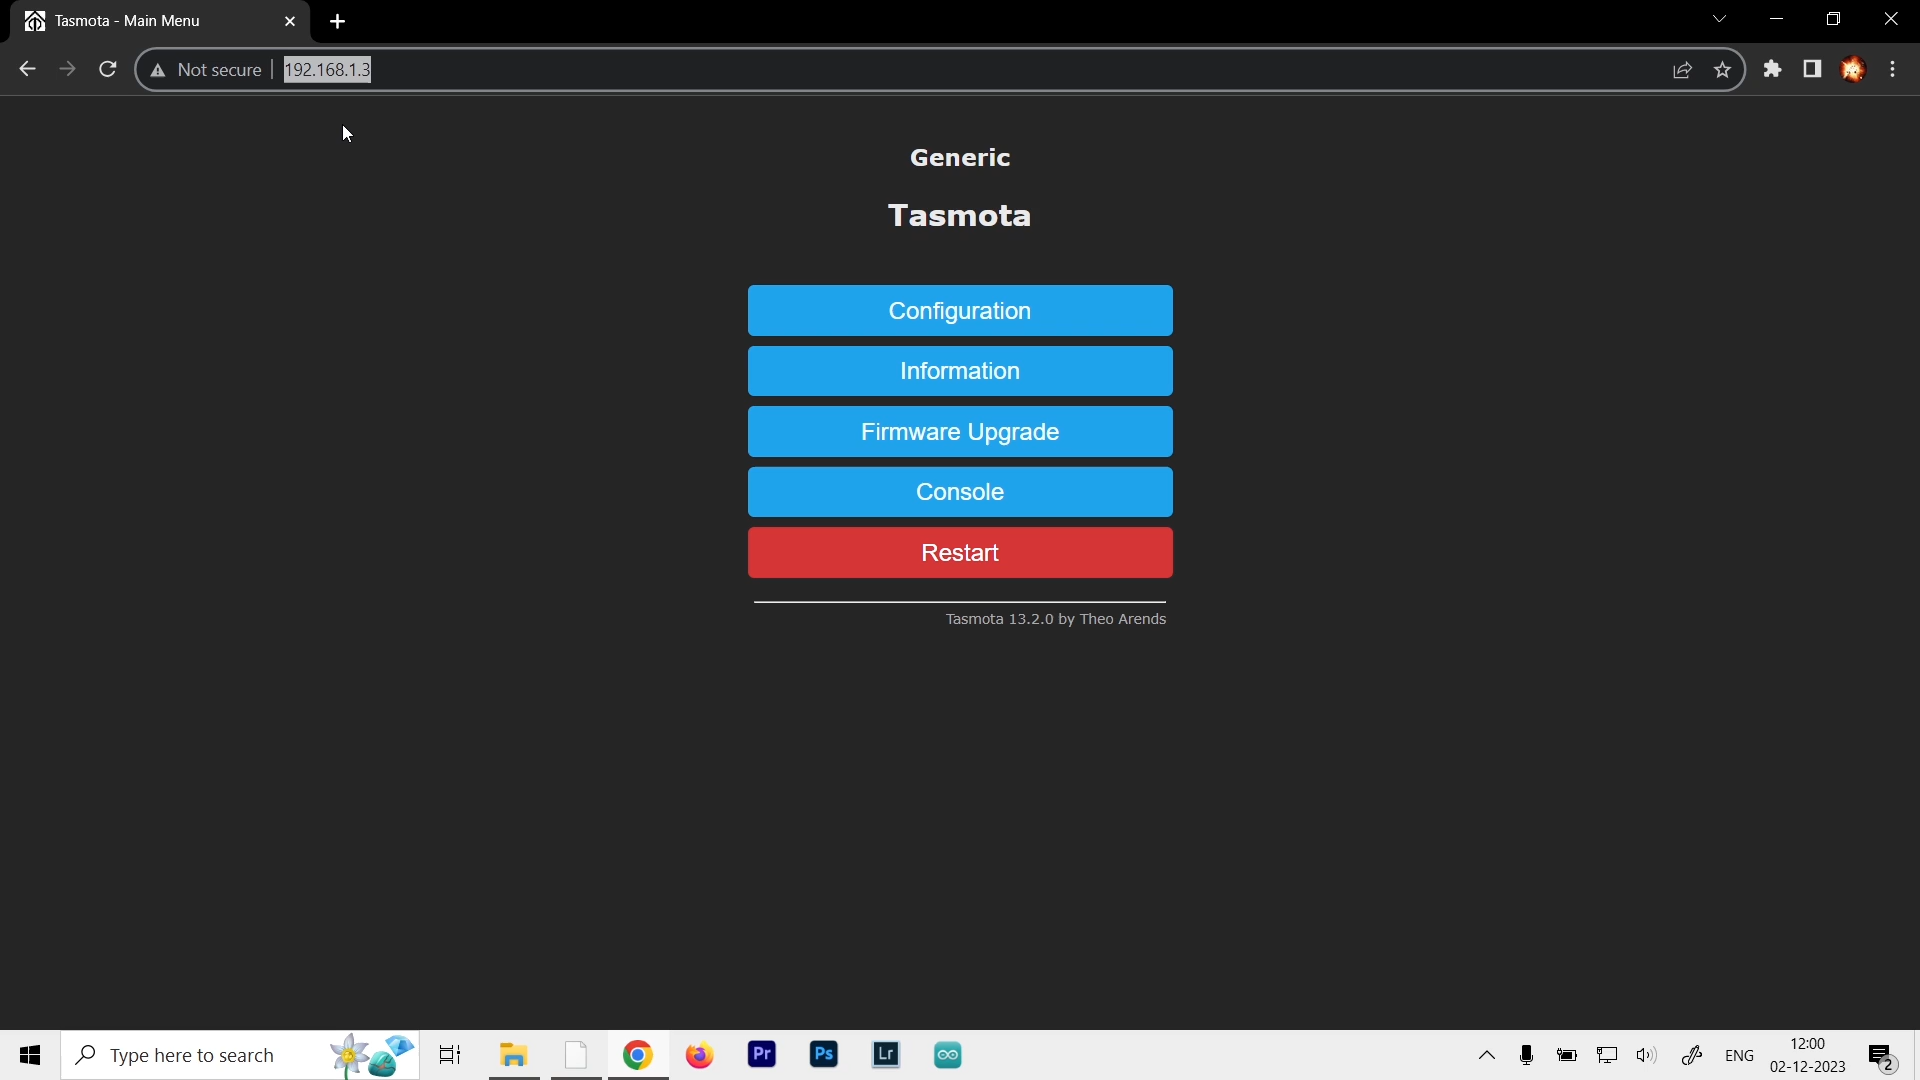 Tasmota - Main Menu
Not secure
192.168.1.3
Generic
Tasmota
Configuration
Information
Firmware Upgrade
Console
Restart
Tasmota 13.2.0 by Theo Arends
Type here to search
Pr
Ps
Lr
ENG
12:00
02-12-2023
2